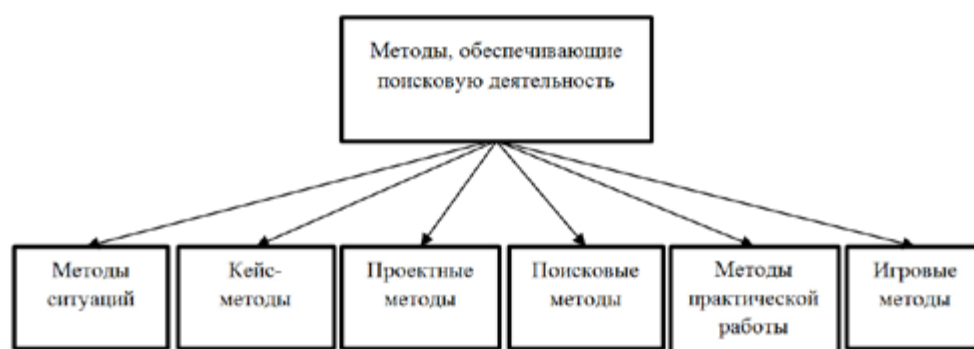 Методы, обеспечивающие
поисковую деятельность
Методы
ситуаций
Кейс-
методы
Проектные
методы
Поисковые
методы
Методы
практической
работы
Игровые
методы